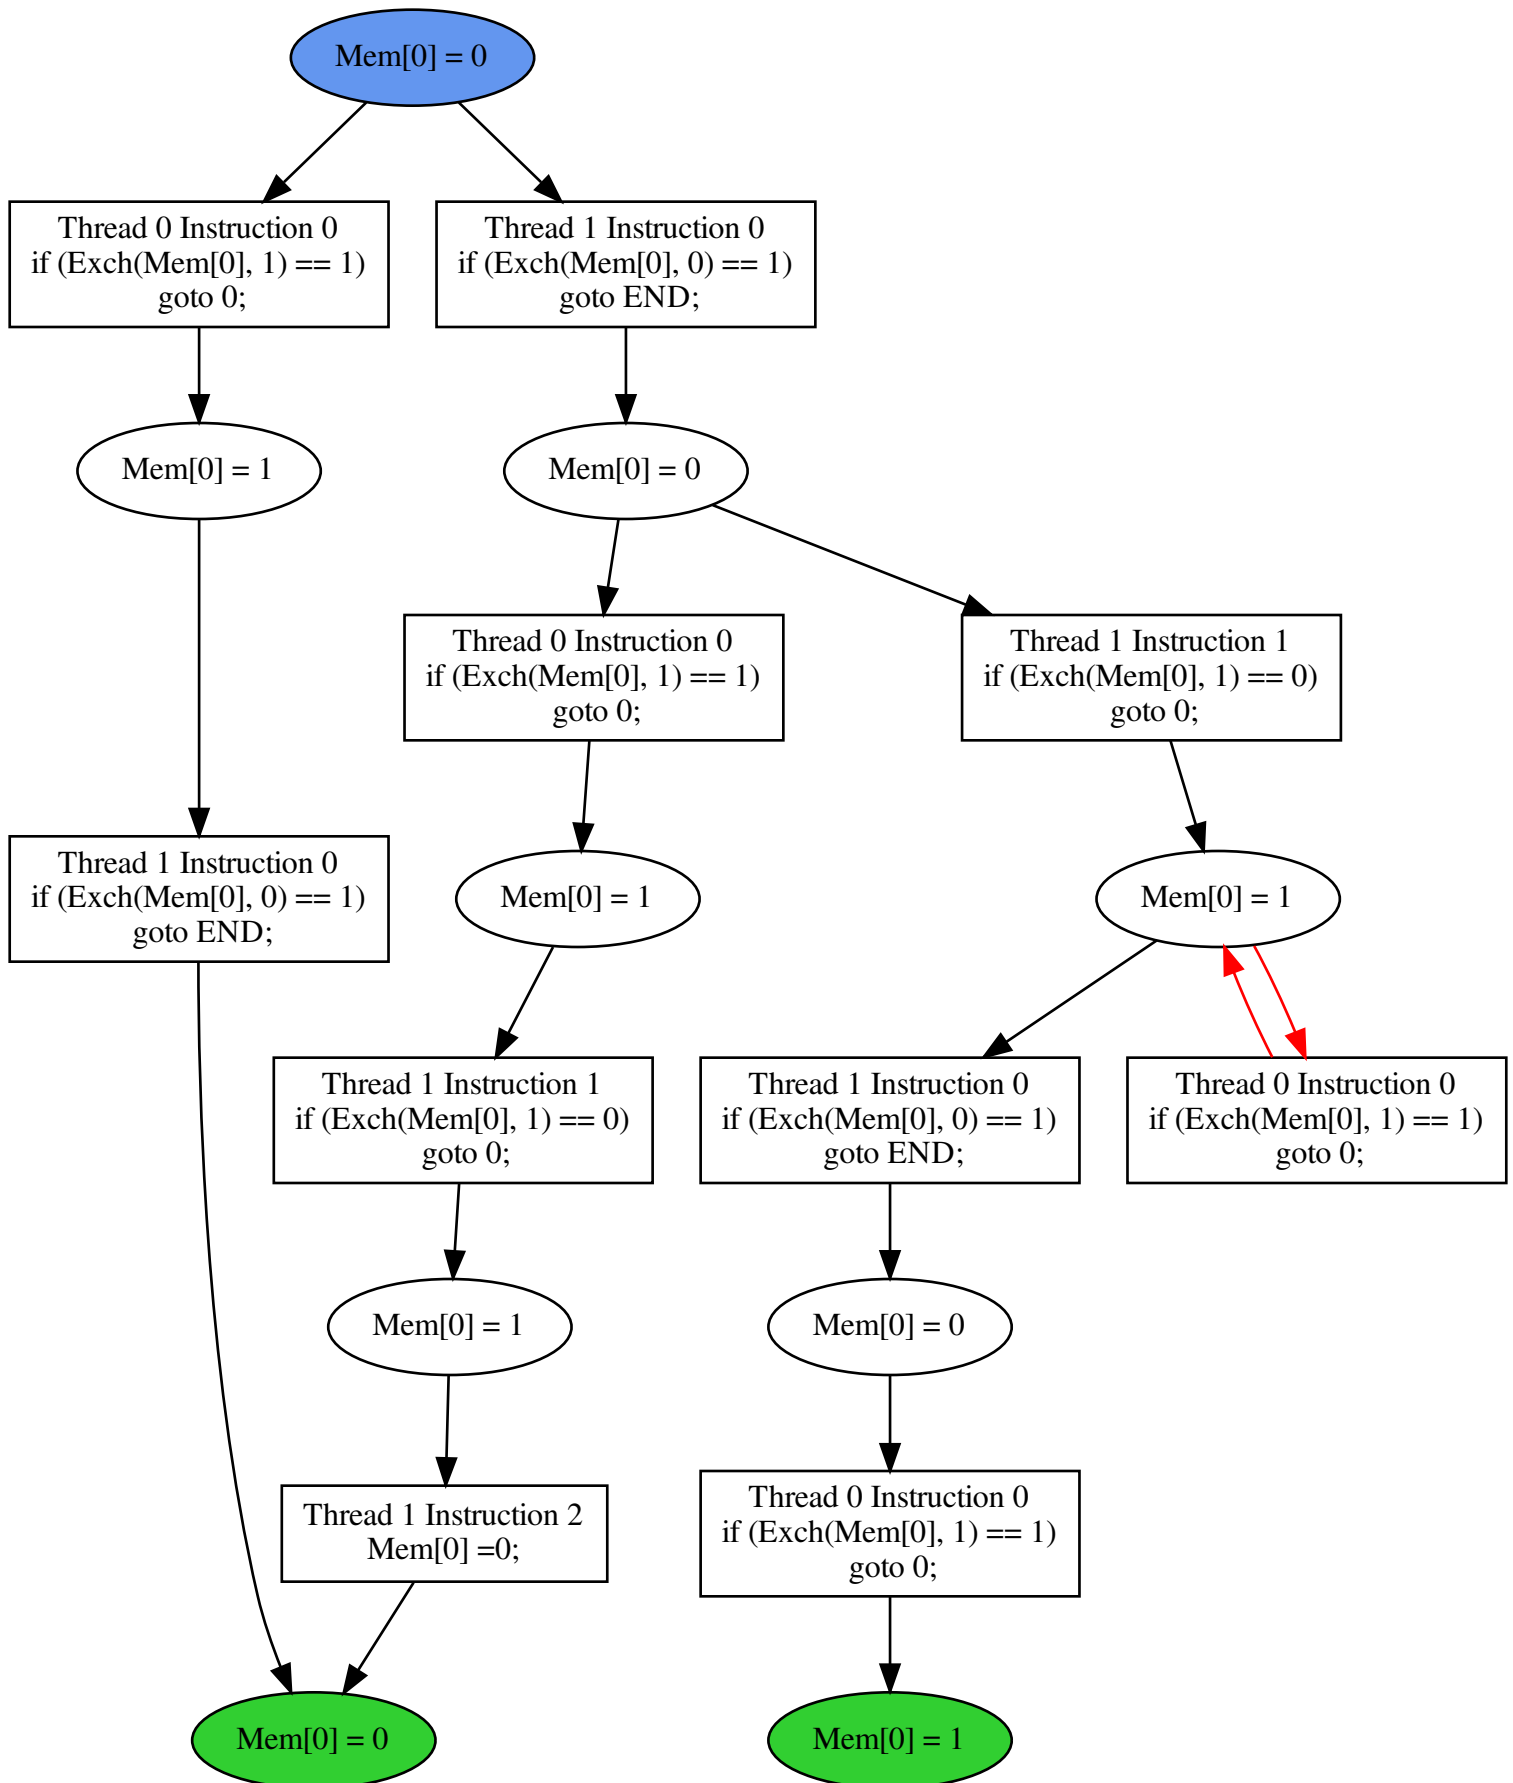 Mem[0] = 0
Thread 0 Instruction 0
if (Exch(Mem[0], 1) == 1)
goto 0;
Thread 1 Instruction 0
if (Exch(Mem[0], 0) == 1)
goto END;
Mem[0] = 1
Mem[0] = 0
Thread 0 Instruction 0
if (Exch(Mem[0], 1) == 1)
goto 0;
Thread 1 Instruction 1
if (Exch(Mem[0], 1) == 0)
goto 0;
Thread 1 Instruction 0
if (Exch(Mem[0], 0) == 1)
goto END;
Mem[0] = 1
Mem[0] = 1
Thread 1 Instruction 1
if (Exch(Mem[0], 1) == 0)
goto 0;
Thread 1 Instruction 0
if (Exch(Mem[0], 0) == 1)
goto END;
Thread 0 Instruction 0
if (Exch(Mem[0], 1) == 1)
goto 0;
Mem[0] = 1
Mem[0] = 0
Thread 1 Instruction 2
Mem[0] =0;
Thread 0 Instruction 0
if (Exch(Mem[0], 1) == 1)
goto 0;
Mem[0] = 0
Mem[0] = 1